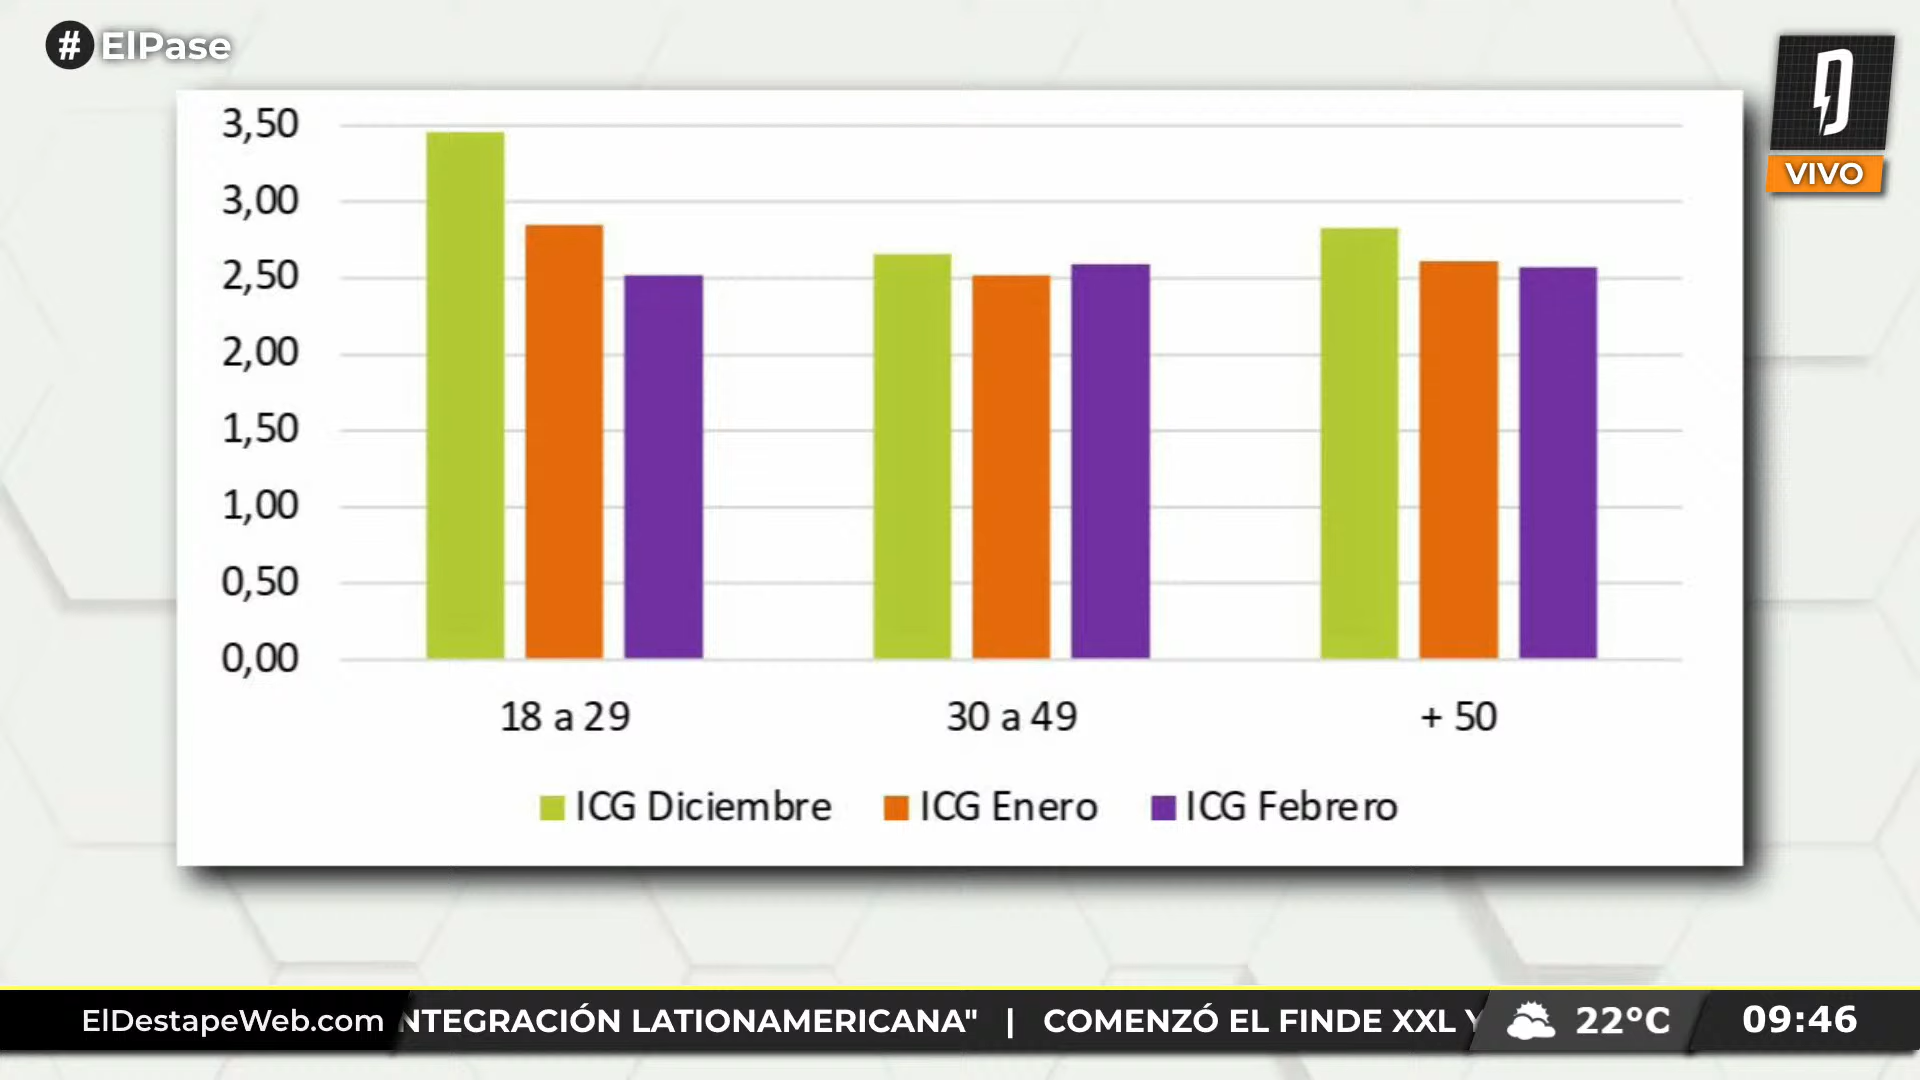 # ElPase
VIVO
3,50
3,00
2,50
2,00
1,50
1,00
0,50
0,00
18 a 29
30 a 49
+ 50
ICG Diciembre
ICG Enero
ICG Febrero
ElDestapeWeb.com
NTEGRACIÓN LATIONAMERICANA" | COMENZÓ EL FINDE XXL Y
22°C
09:46